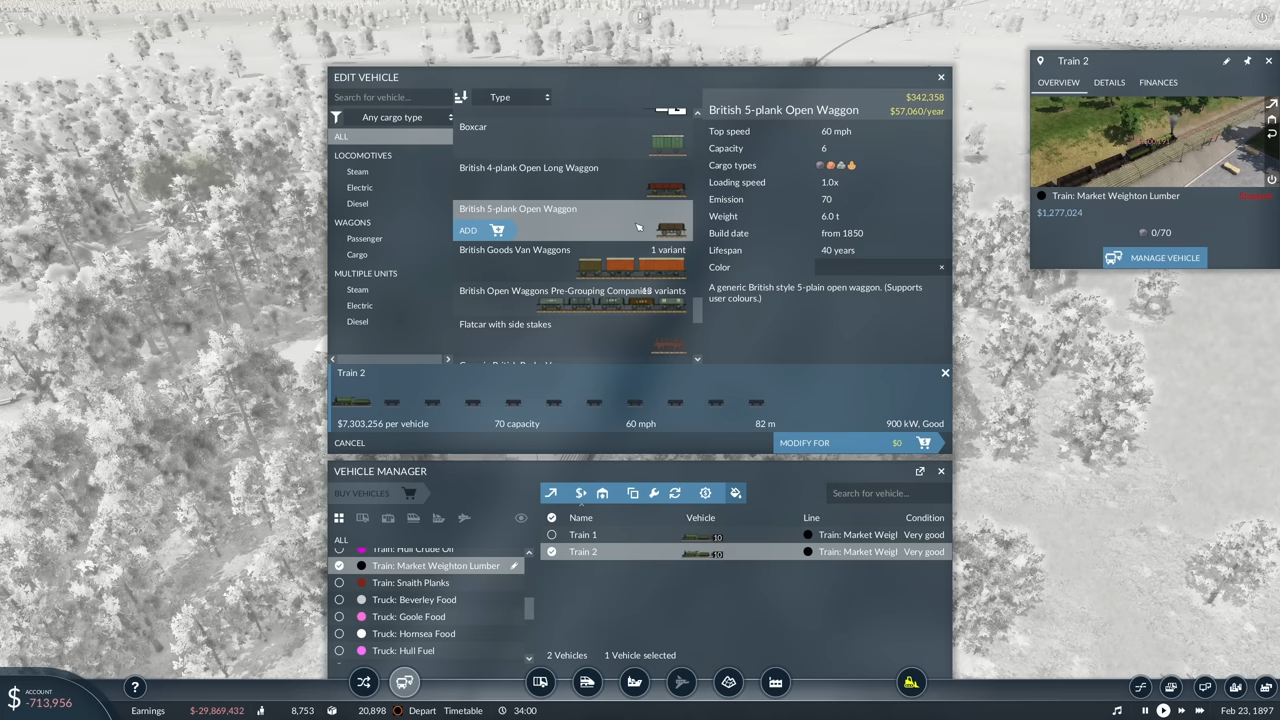 EDIT VEHICLE
Search for vehicle...
Type
Any cargo type
ALL
LOCOMOTIVES
Steam
Electric
Diesel
WAGONS
Passenger
Cargo
MULTIPLE UNITS
Steam
Electric
Diesel
Boxcar
British 4-plank Open Long Waggon
British 5-plank Open Waggon
ADD
British Goods Van Waggons 1 variant
British Open Waggons Pre-Grouping Companies variants
Flatcar with side stakes
British 5-plank Open Waggon
$342,358
$57,060/year
Top speed 60 mph
Capacity 6
Cargo types
Loading speed 1.0x
Emission 70
Weight 6.0 t
Build date from 1850
Lifespan 40 years
Color
A generic British style 5-plain open waggon. (Supports
user colours.)
Train 2
$7,303,256 per vehicle 70 capacity 60 mph 82 m 900 kW, Good
CANCEL
MODIFY FOR $0
VEHICLE MANAGER
BUY VEHICLES
Search for vehicle...
ALL
Train: Hull Crude Oil
Train: Market Weighton Lumber
Train: Snaith Planks
Truck: Beverley Food
Truck: Goole Food
Truck: Hornsea Food
Truck: Hull Fuel
Name Vehicle Line Condition
Train 1 10 Train: Market Weigl Very good
Train 2 10 Train: Market Weigl Very good
2 Vehicles 1 Vehicle selected
Train 2
OVERVIEW DETAILS FINANCES
Train: Market Weighton Lumber
$1,277,024
0/70
MANAGE VEHICLE
$ ACCOUNT
-713,956
?
Earnings $-29,869,432 8,753 20,898 Depart Timetable 34:00
Feb 23, 1897